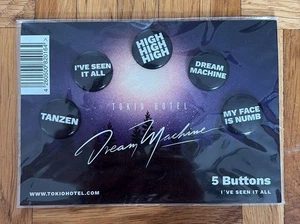 HIGH
HIGH
HIGH
I'VE SEEN
IT ALL
DREAM
MACHINE
TANZEN
MY FACE
IS NUMB
TOKIO HOTEL
Dream Machine
5 Buttons
I'VE SEEN IT ALL
WWW.TOKIOHOTEL.COM